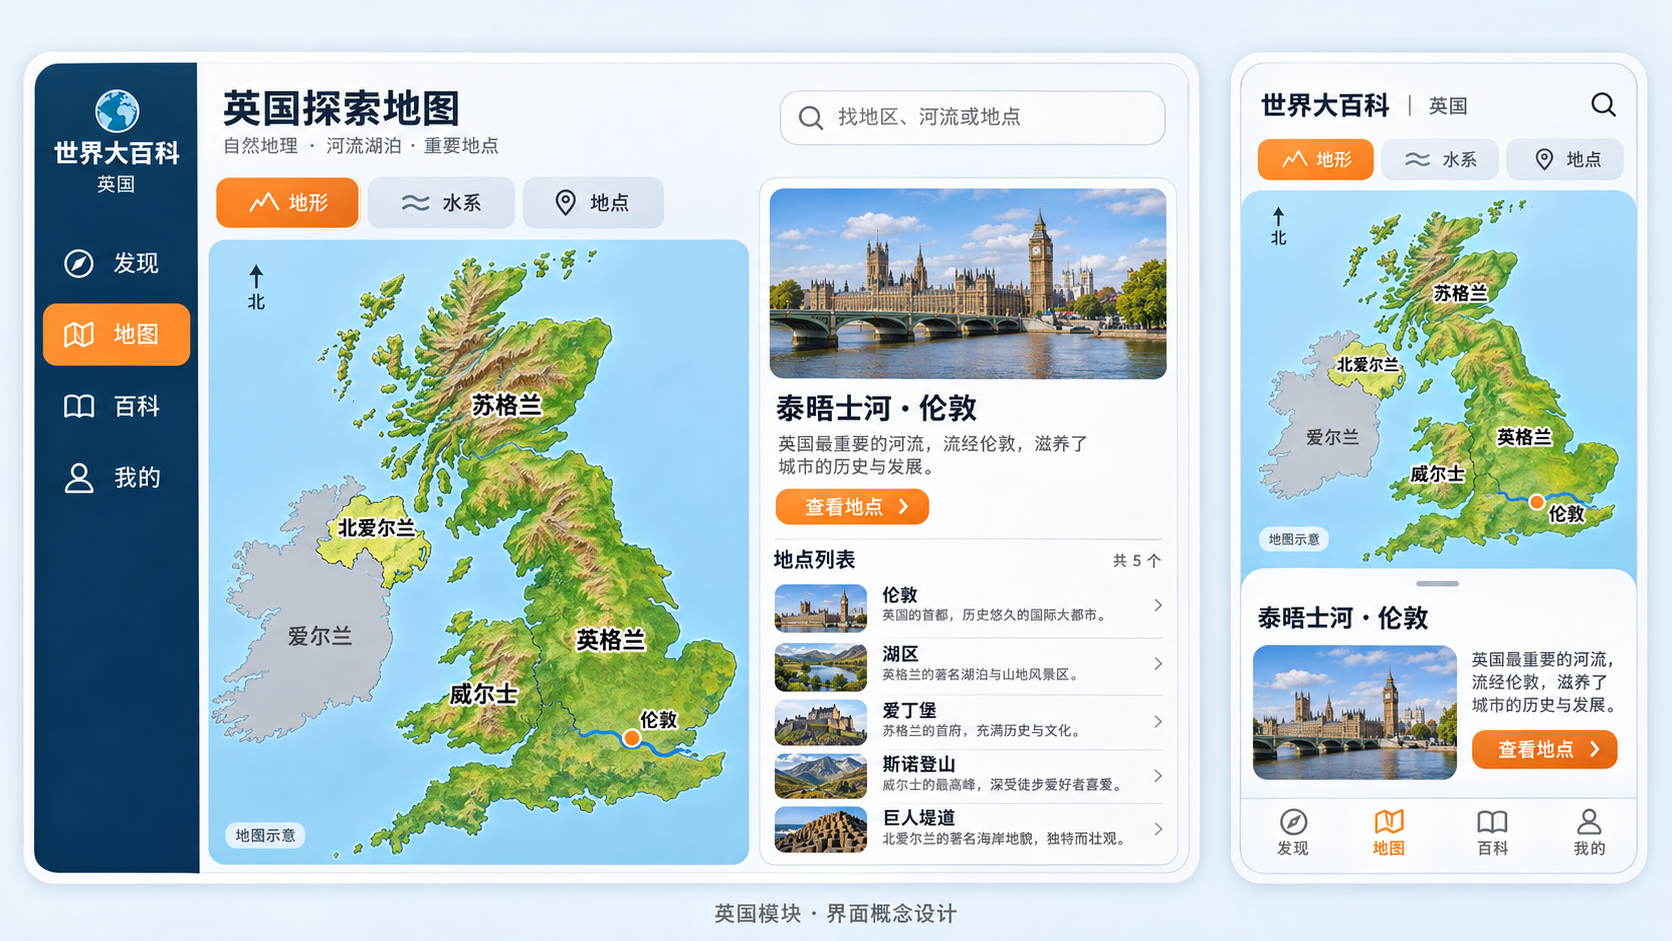 世界大百科
英国
发现
地图
百科
我的
英国探索地图
自然地理 · 河流湖泊 · 重要地点
找地区、河流或地点
地形
水系
地点
北
苏格兰
北爱尔兰
爱尔兰
英格兰
威尔士
伦敦
地图示意
泰晤士河 · 伦敦
英国最重要的河流，流经伦敦，滋养了
城市的历史与发展。
查看地点
地点列表
共 5 个
伦敦
英国的首都，历史悠久的国际大都市。
湖区
英格兰的著名湖泊与山地风景区。
爱丁堡
苏格兰的首府，充满历史与文化。
斯诺登山
威尔士的最高峰，深受徒步爱好者喜爱。
巨人堤道
北爱尔兰的著名海岸地貌，独特而壮观。
世界大百科 | 英国
地形
水系
地点
北
苏格兰
北爱尔兰
爱尔兰
英格兰
威尔士
伦敦
地图示意
泰晤士河 · 伦敦
英国最重要的河流，
流经伦敦，滋养了
城市的历史与发展。
查看地点
发现
地图
百科
我的
英国模块 · 界面概念设计